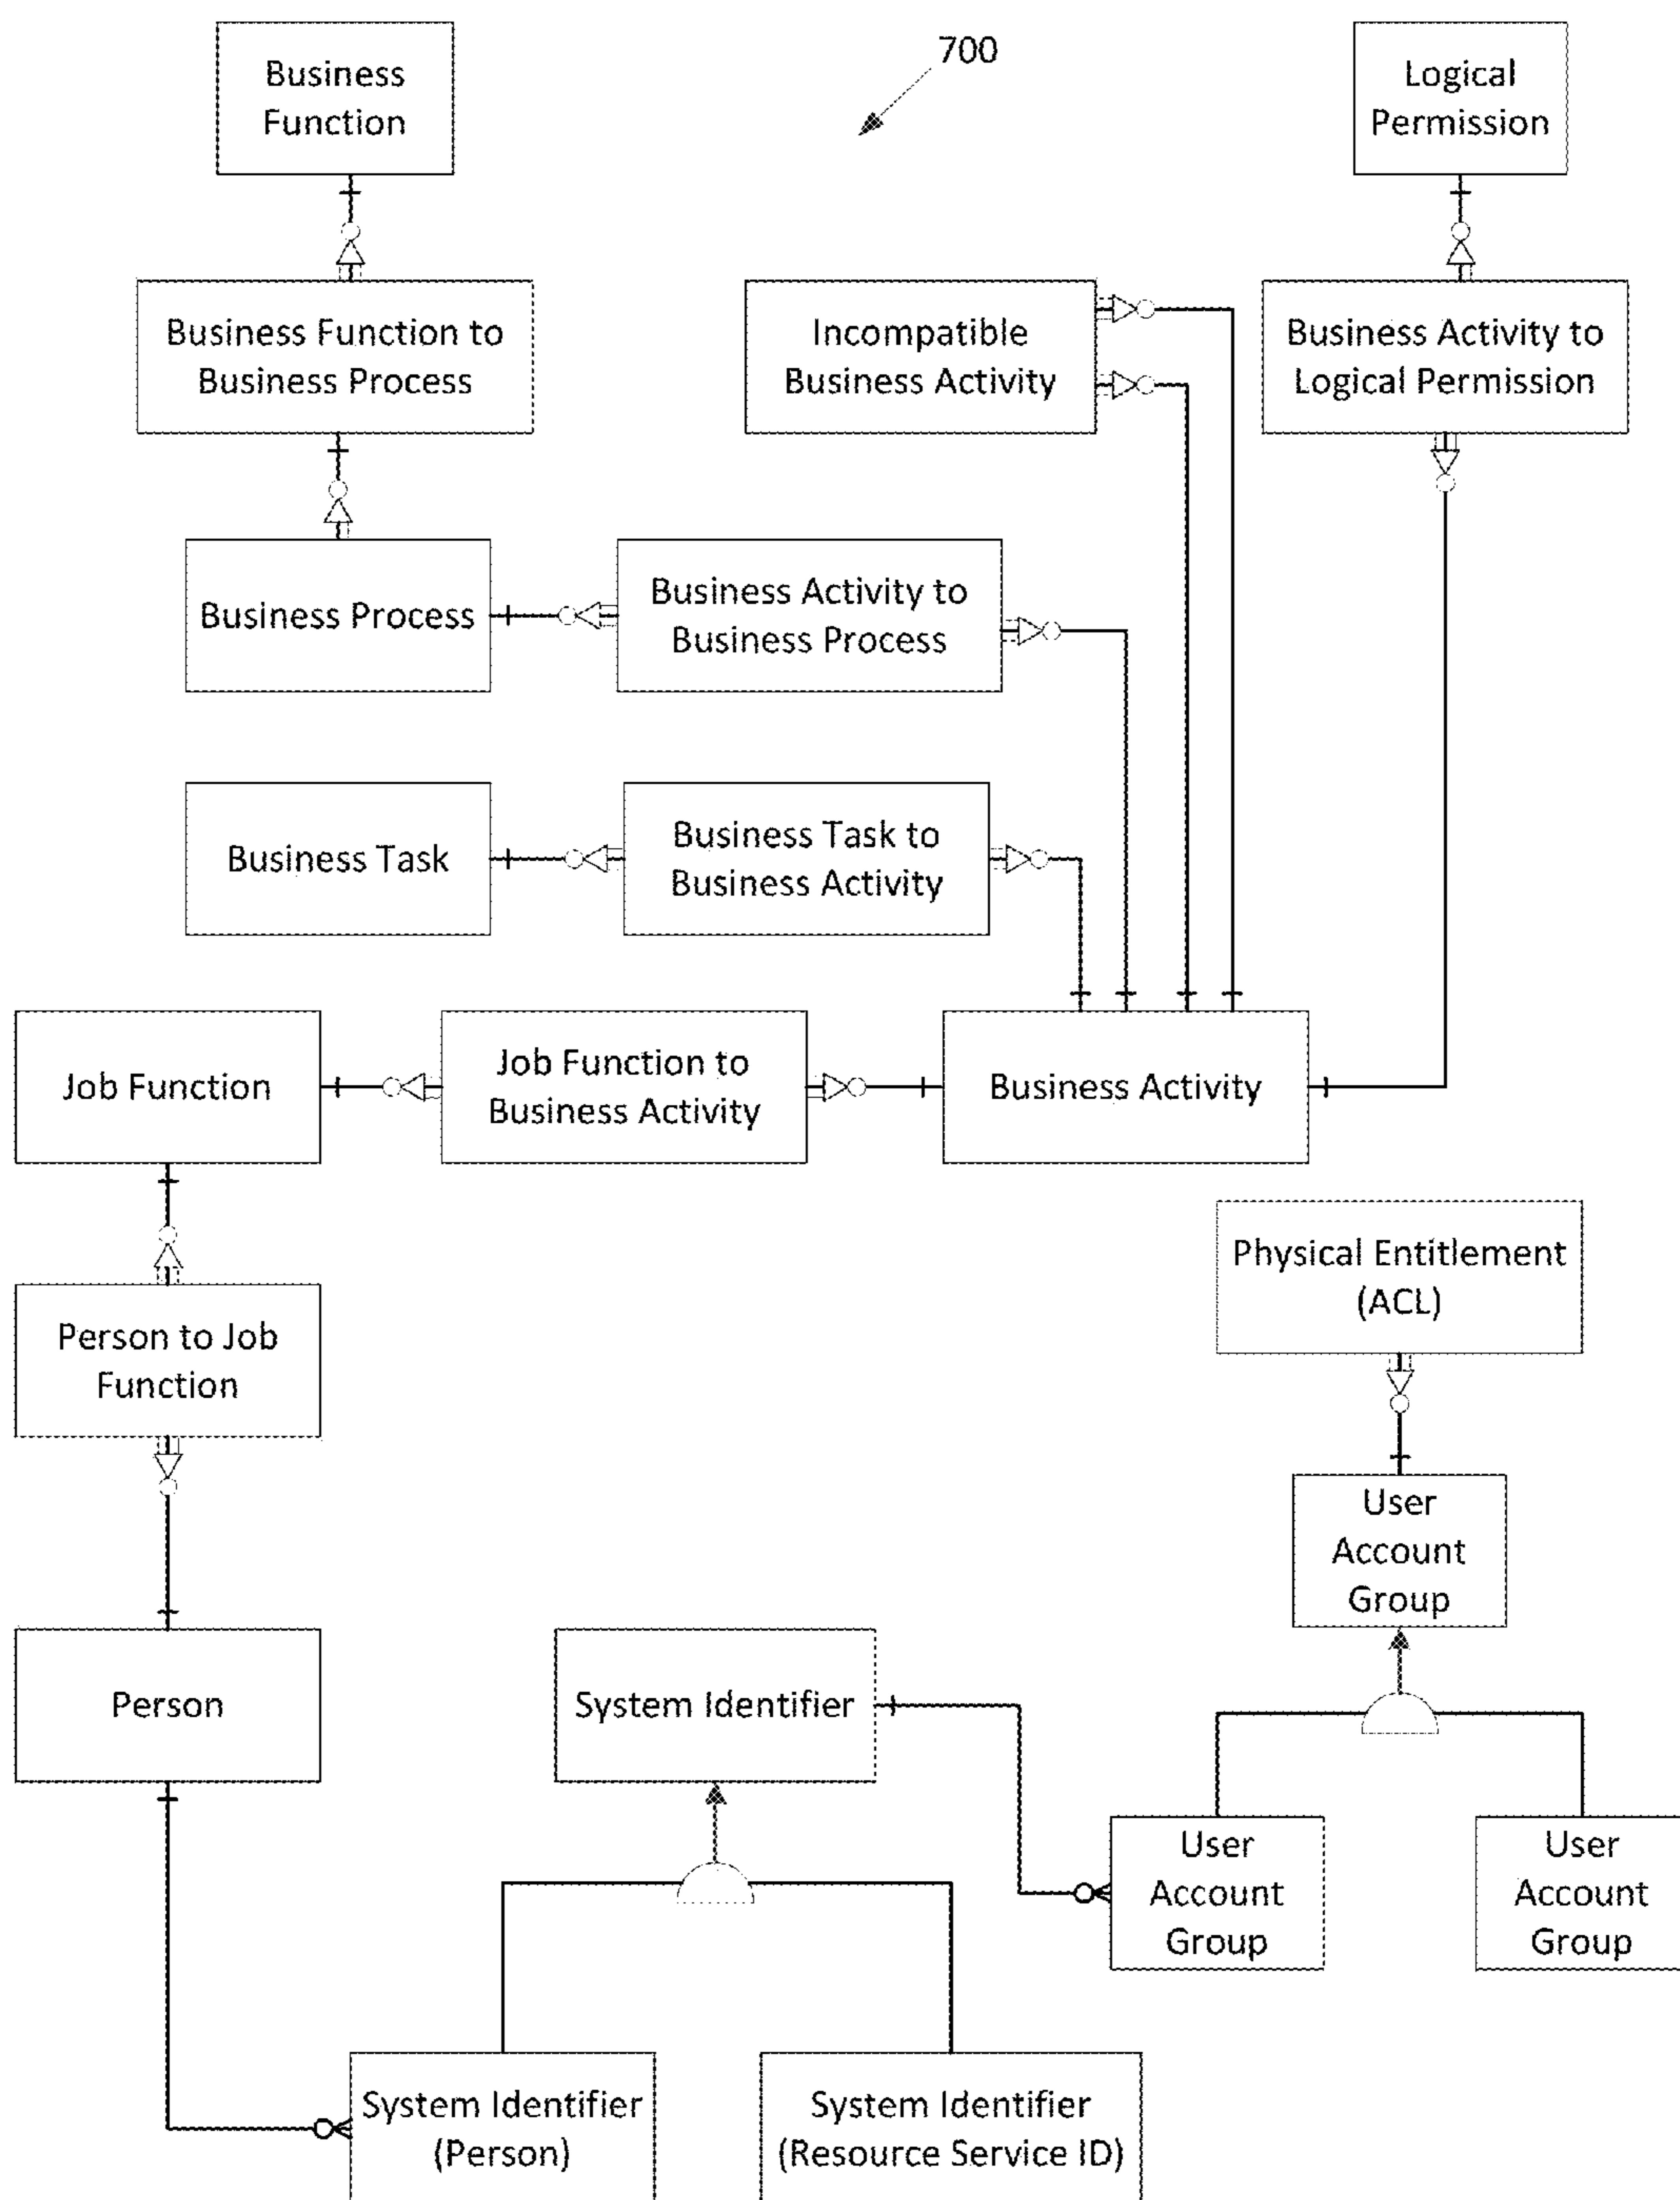 700
Business
Function
Logical
Permission
Business Function to
Business Process
Incompatible
Business Activity
Business Activity to
Logical Permission
Business Process
Business Activity to
Business Process
Business Task
Business Task to
Business Activity
Job Function
Job Function to
Business Activity
Business Activity
Physical Entitlement
(ACL)
Person to Job
Function
User
Account
Group
Person
System Identifier
User
Account
Group
User
Account
Group
System Identifier
(Person)
System Identifier
(Resource Service ID)